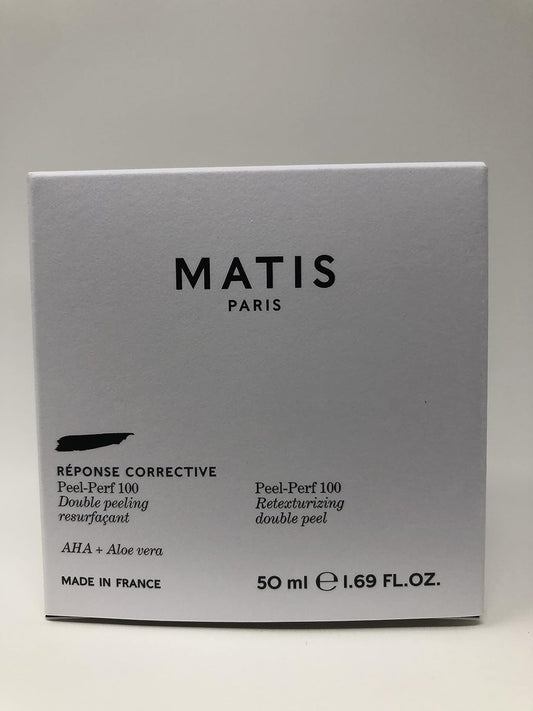 MATIS
PARIS
RÉPONSE CORRECTIVE
Peel-Perf 100
Double peeling
resurfaçant
AHA + Aloe vera
Peel-Perf 100
Retexturizing
double peel
MADE IN FRANCE
50 ml ℮ 1.69 FL.OZ.